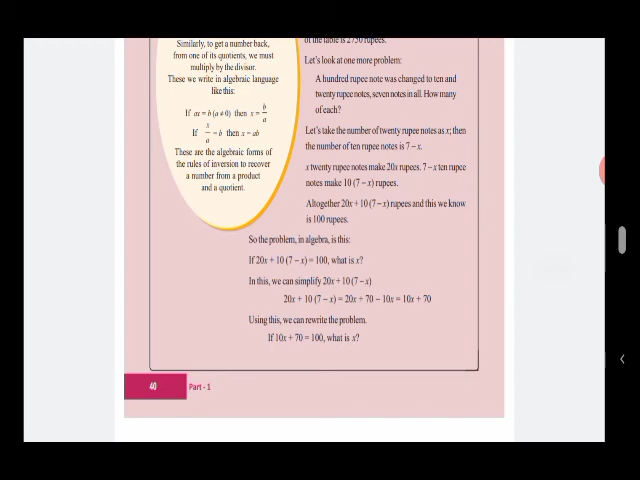 Similarly, to get a number back,
from one of its quotients, we must
multiply by the divisor.
These we write in algebraic language
like this:
If ax = b (a ≠ 0) then x = b/a
If x/a = b then x = ab
These are the algebraic forms of
the rules of inversion to recover
a number from a product
and a quotient.
of the table is 2750 rupees.
Let's look at one more problem:
A hundred rupee note was changed to ten and
twenty rupee notes, seven notes in all. How many
of each?
Let's take the number of twenty rupee notes as x; then
the number of ten rupee notes is 7 – x.
x twenty rupee notes make 20x rupees. 7 – x ten rupee
notes make 10 (7 – x) rupees.
Altogether 20x + 10 (7 – x) rupees and this we know
is 100 rupees.
So the problem, in algebra, is this:
If 20x + 10 (7 – x) = 100, what is x?
In this, we can simplify 20x + 10 (7 – x)
20x + 10 (7 – x) = 20x + 70 – 10x = 10x + 70
Using this, we can rewrite the problem.
If 10x + 70 = 100, what is x?
40
Part - 1